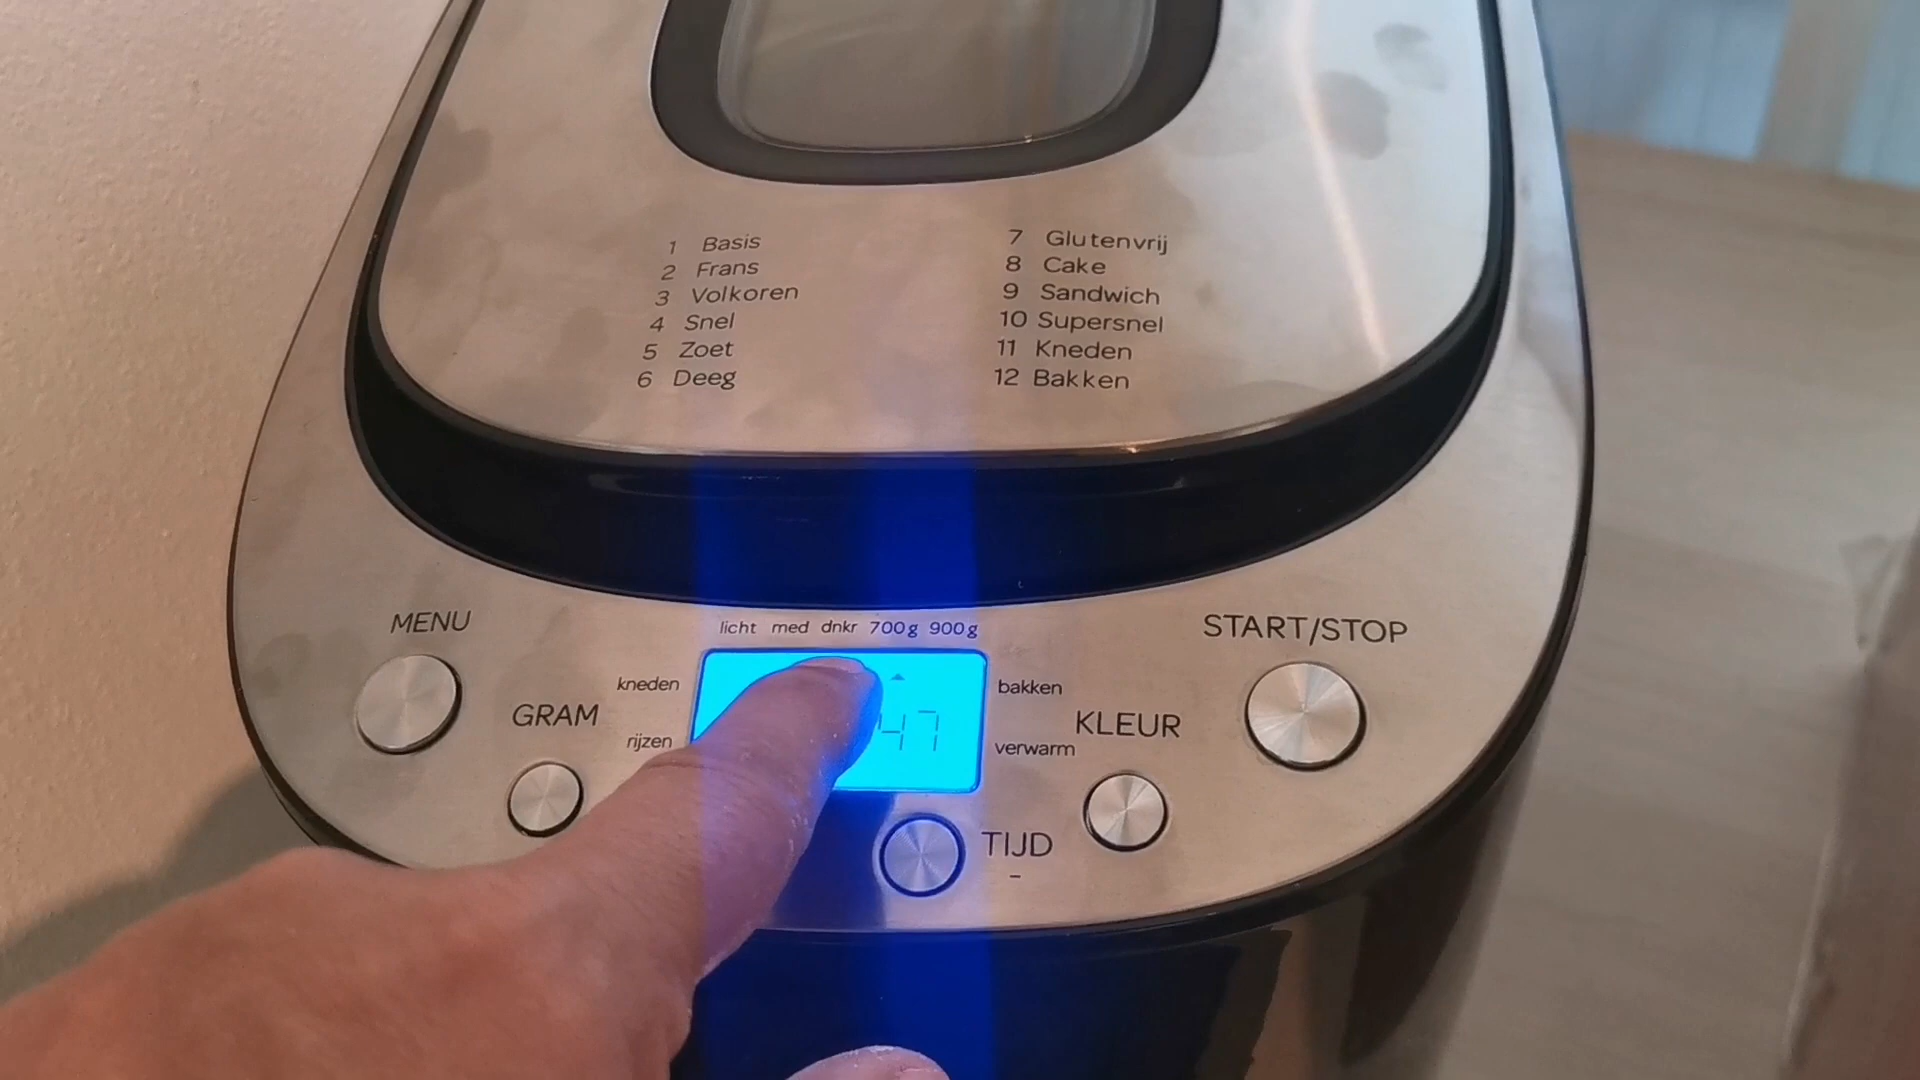 1 Basis
2 Frans
3 Volkoren
4 Snel
5 Zoet
6 Deeg
7 Glutenvrij
8 Cake
9 Sandwich
10 Supersnel
11 Kneden
12 Bakken
licht med dnkr 700g 900g
MENU
START/STOP
kneden
bakken
GRAM
KLEUR
47
rijzen
verwarm
TIJD
-